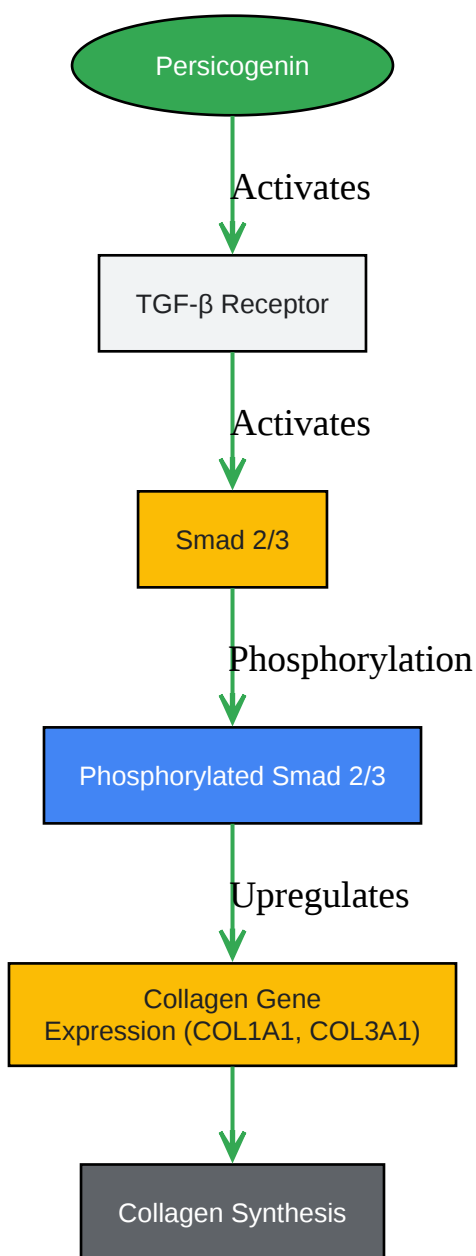 Persicogenin
Activates
TGF-β Receptor
Activates
Smad 2/3
Phosphorylation
Phosphorylated Smad 2/3
Upregulates
Collagen Gene
Expression (COL1A1, COL3A1)
Collagen Synthesis